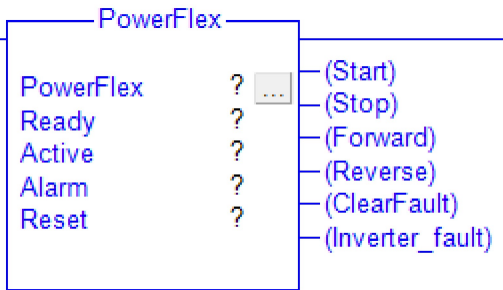 PowerFlex
PowerFlex ? ...
Ready ?
Active ?
Alarm ?
Reset ?
(Start)
(Stop)
(Forward)
(Reverse)
(ClearFault)
(Inverter_fault)